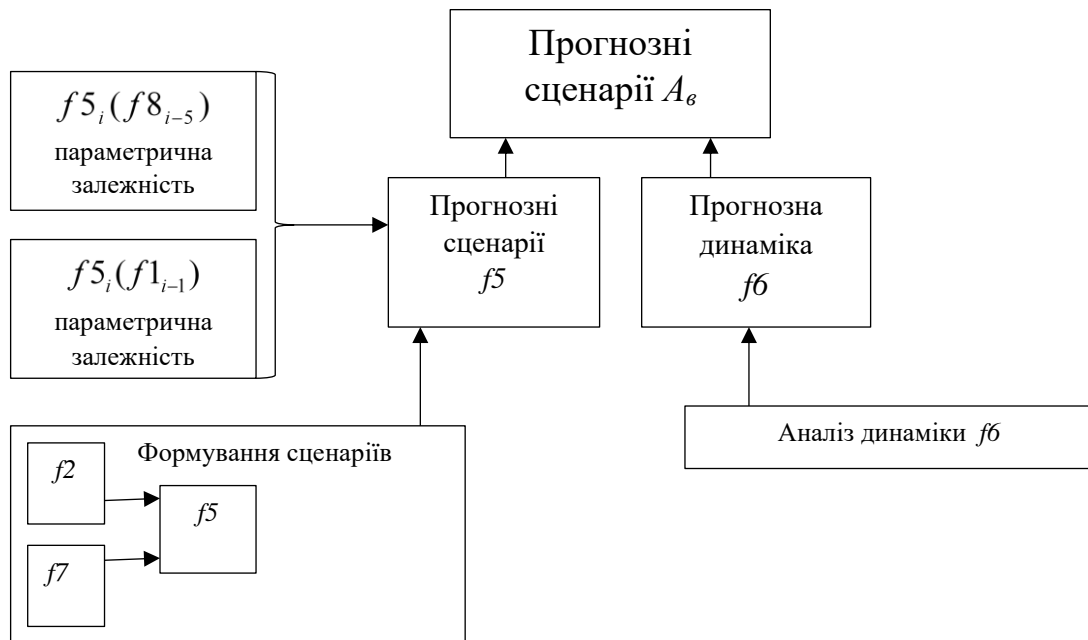 Прогнозні
сценарії Aв
f5i(f8i−5)
параметрична
залежність
f5i(f1i−1)
параметрична
залежність
Прогнозні
сценарії
f5
Прогнозна
динаміка
f6
Формування сценаріїв
f2
f5
f7
Аналіз динаміки f6